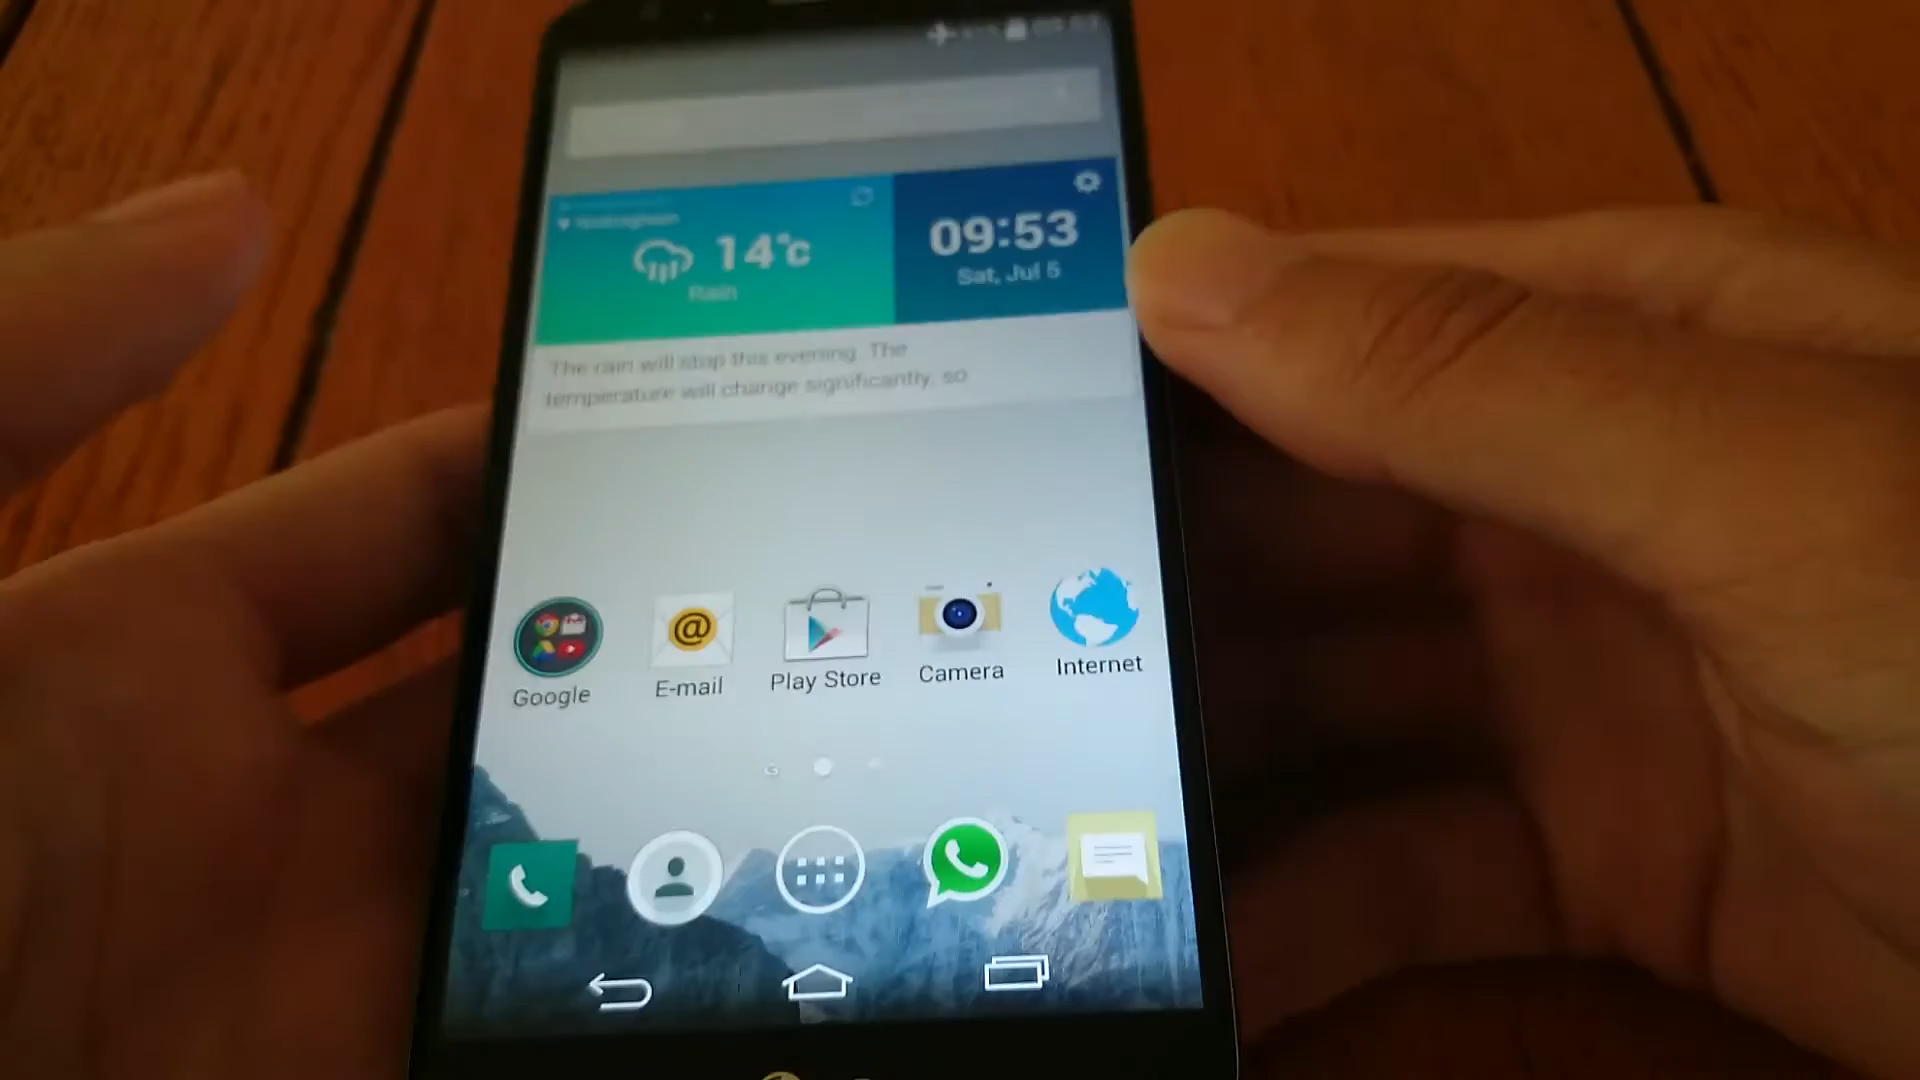 Nottingham
14°c
Rain
09:53
Sat, Jul 5
The rain will stop this evening. The
temperature will change significantly, so
Google
E-mail
Play Store
Camera
Internet
G